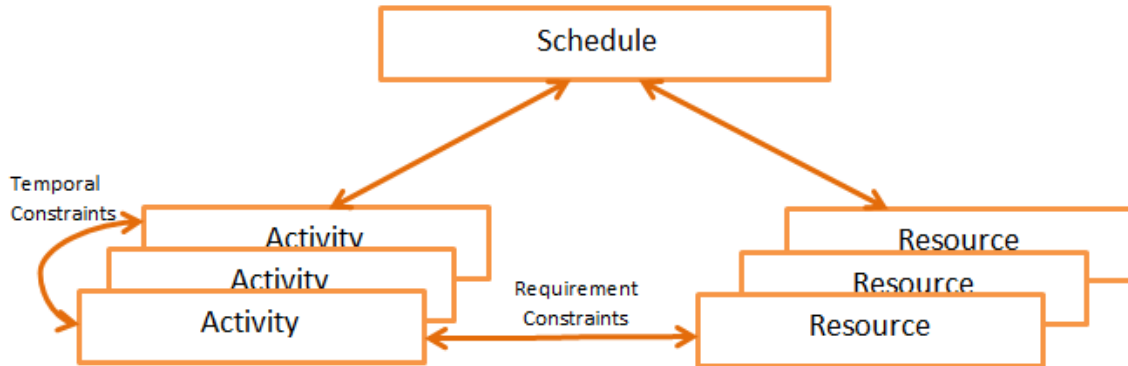 Schedule
Temporal
Constraints
Activity
Activity
Activity
Requirement
Constraints
Resource
Resource
Resource